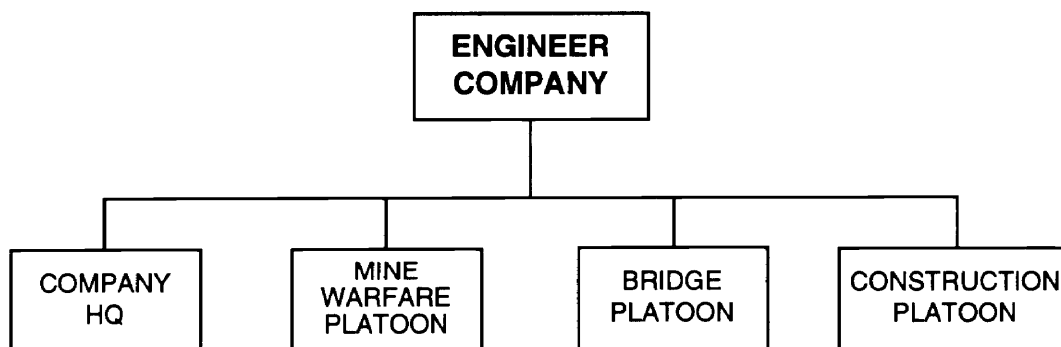 ENGINEER
COMPANY
COMPANY
HQ
MINE
WARFARE
PLATOON
BRIDGE
PLATOON
CONSTRUCTION
PLATOON